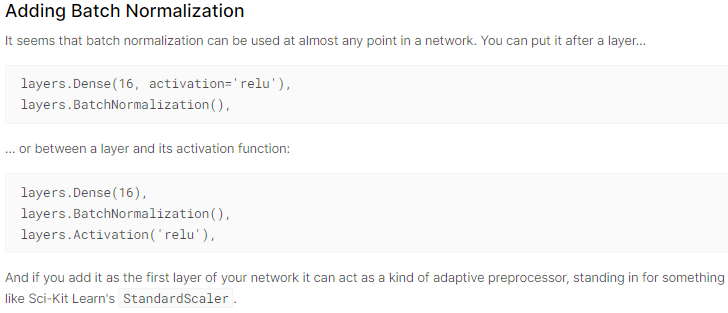 Adding Batch Normalization
It seems that batch normalization can be used at almost any point in a network. You can put it after a layer...
layers.Dense(16, activation='relu'),
layers.BatchNormalization(),
... or between a layer and its activation function:
layers.Dense(16),
layers.BatchNormalization(),
layers.Activation('relu'),
And if you add it as the first layer of your network it can act as a kind of adaptive preprocessor, standing in for something
like Sci-Kit Learn's StandardScaler.